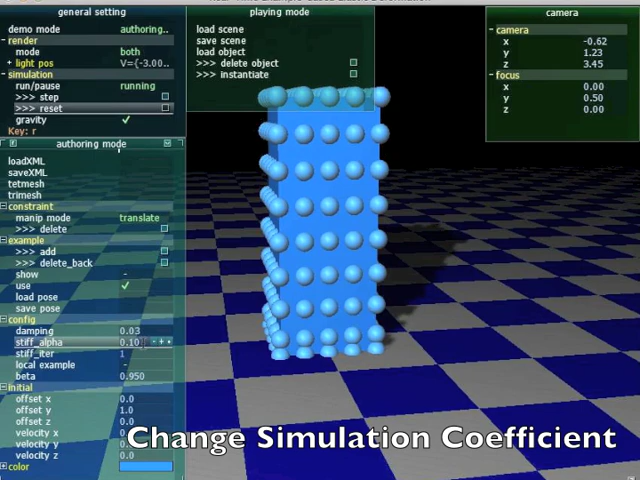 general setting
demo mode authoring..
render
mode both
light pos V={-3.00..
simulation
run/pause running
>>> step
>>> reset
gravity
Key: r
authoring mode
loadXML
saveXML
tetmesh
trimesh
constraint
manip mode translate
>>> delete
example
>>> add
>>> delete_back
show -
use
load pose
save pose
config
damping 0.03
stiff_alpha 0.10
stiff_iter 1
local example -
beta 0.950
initial
offset x 0.0
offset y 1.0
offset z 0.0
velocity x 0.0
velocity y
velocity z 0.0
color
playing mode
load scene
save scene
load object
>>> delete object
>>> instantiate
camera
camera
x -0.62
y 1.23
z 3.45
focus
x 0.00
y 0.50
z 0.00
Change Simulation Coefficient